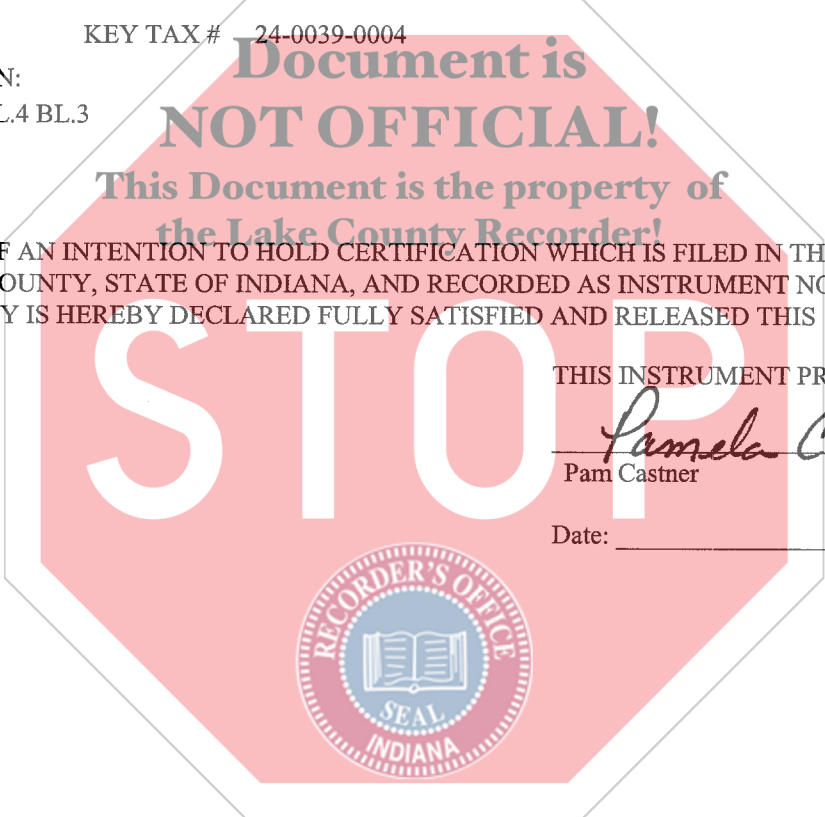 KEY TAX # 24-0039-0004
Document is
N:
L.4 BL.3
NOT OFFICIAL!
This Document is the property of
the Lake County Recorder!
F AN INTENTION TO HOLD CERTIFICATION WHICH IS FILED IN TH
OUNTY, STATE OF INDIANA, AND RECORDED AS INSTRUMENT NO
Y IS HEREBY DECLARED FULLY SATISFIED AND RELEASED THIS
STOP
THIS INSTRUMENT PR
Pamela C
Pam Castner
Date:
RECORDER'S OFFICE
SEAL
INDIANA